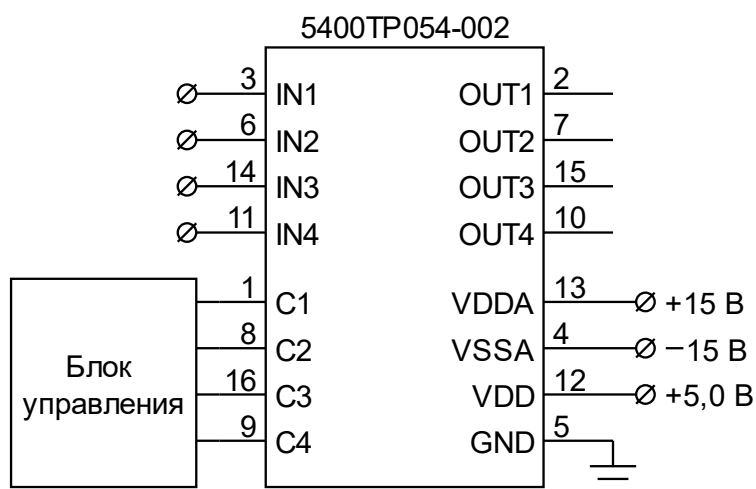 5400ТР054-002
3 IN1 OUT1 2
6 IN2 OUT2 7
14 IN3 OUT3 15
11 IN4 OUT4 10
1 C1 VDDA 13 +15 В
8 C2 VSSA 4 −15 В
16 C3 VDD 12 +5,0 В
9 C4 GND 5
Блок
управления